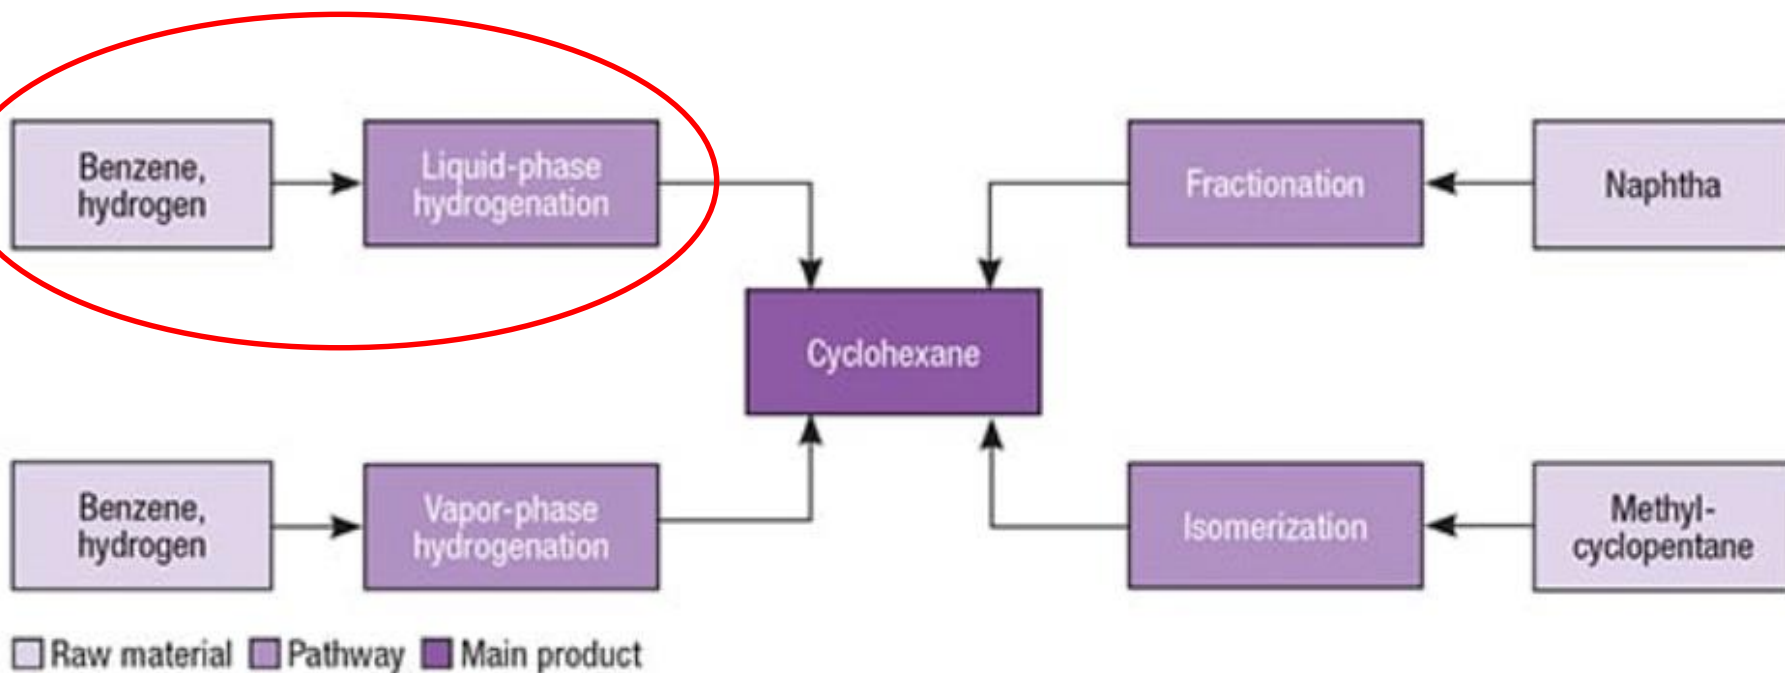 Benzene,
hydrogen
Liquid-phase
hydrogenation
Fractionation
Naphtha
Cyclohexane
Benzene,
hydrogen
Vapor-phase
hydrogenation
Isomerization
Methyl-
cyclopentane
Raw material Pathway Main product